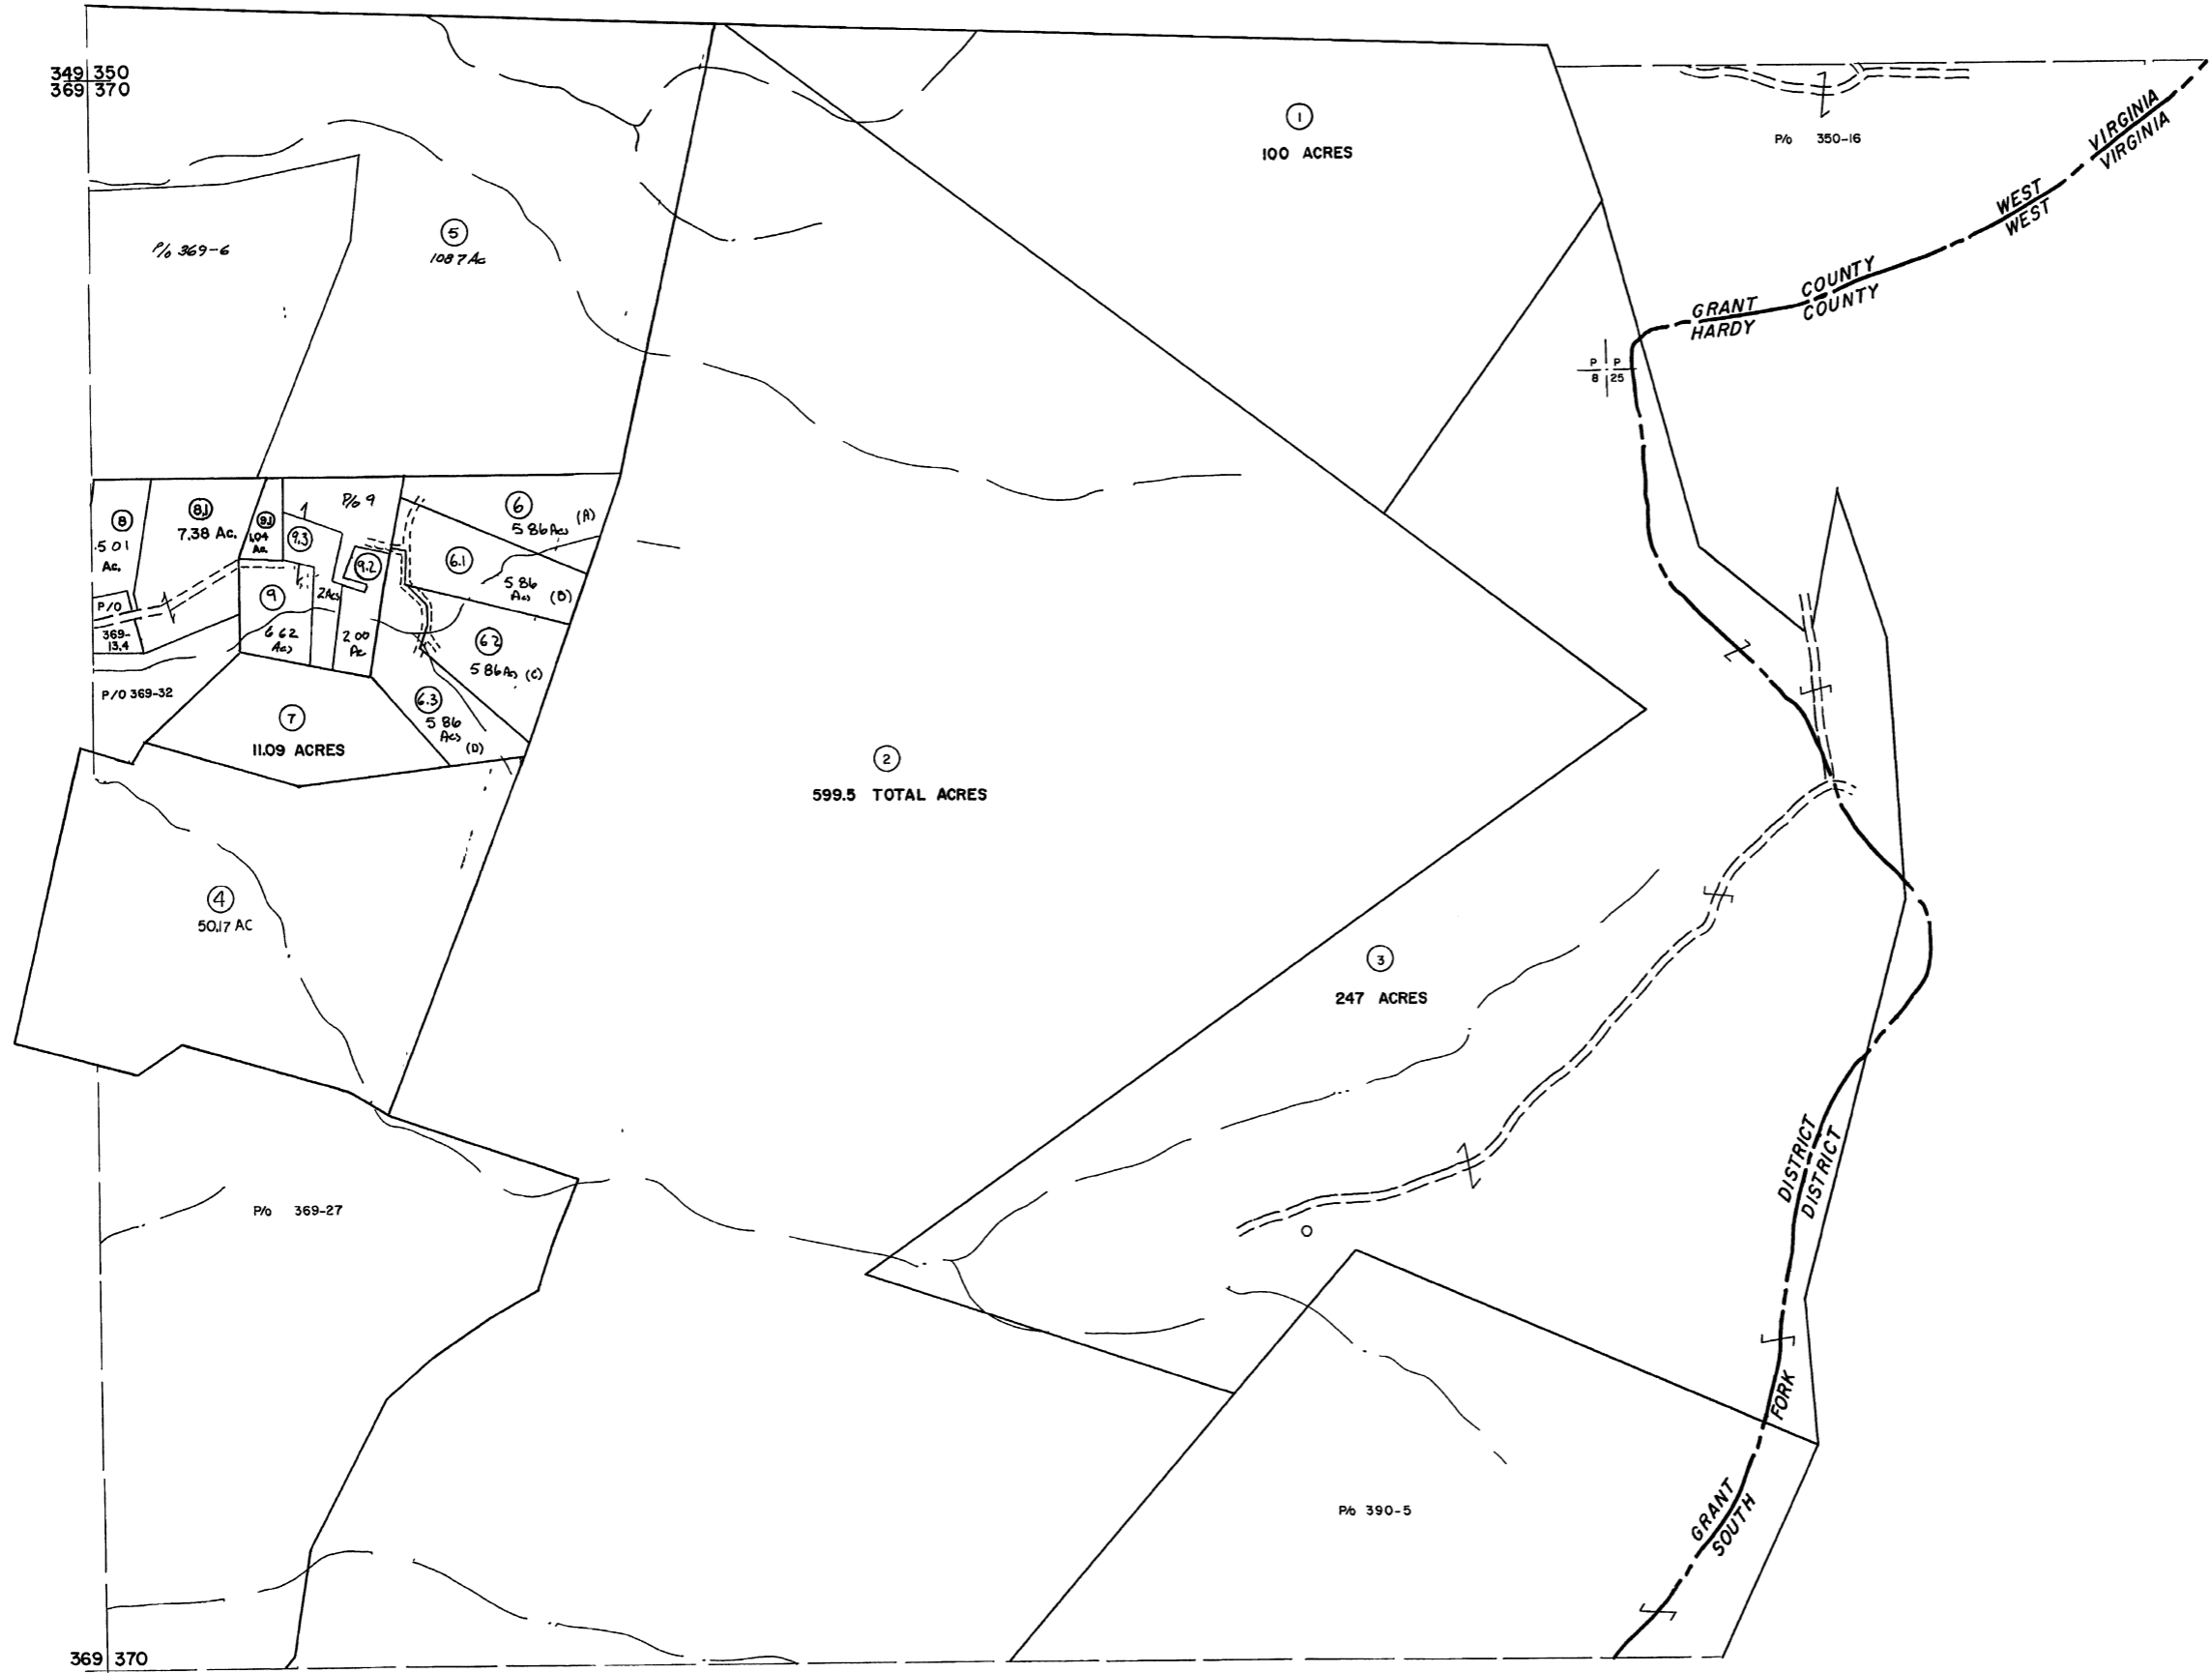 349 350
369 370
1
100 ACRES
P/o 350-16
VIRGINIA
VIRGINIA
WEST
WEST
COUNTY
COUNTY
GRANT
HARDY
P P
8 25
P/o 369-6
5
108 7 Ac
8
5 01
Ac.
8.1
7.38 Ac.
9.1
1.04
Ac.
P/o 9
9.3
9.2
6
5 86 Acs (A)
6.1
5 86
Acs (B)
9
6 62
Acs
2 Acs
2 00
Ac
6.2
5 86 Acs (C)
6.3
5 86
Acs (D)
P/O
369-
13.4
P/O 369-32
7
11.09 ACRES
2
599.5 TOTAL ACRES
4
50.17 AC
3
247 ACRES
DISTRICT
DISTRICT
P/o 369-27
FORK
GRANT
SOUTH
P/o 390-5
369 370